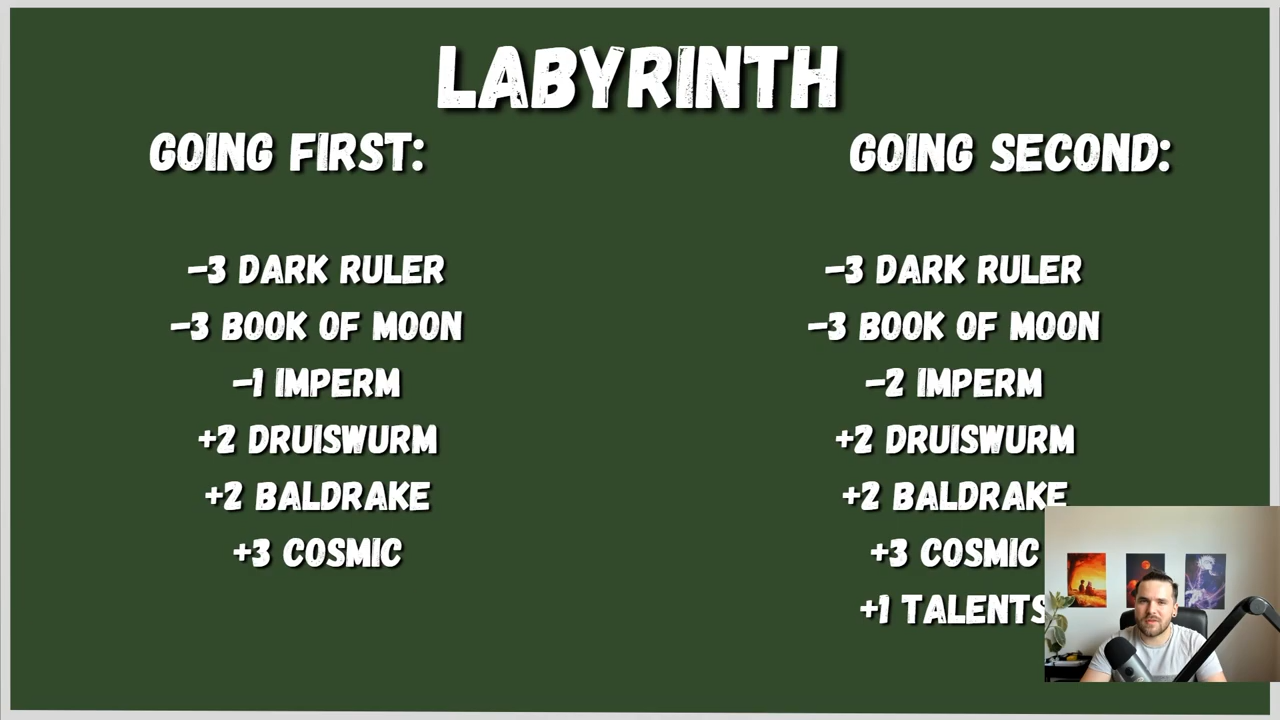 LABYRINTH
GOING FIRST:
-3 DARK RULER
-3 BOOK OF MOON
-1 IMPERM
+2 DRUISWURM
+2 BALDRAKE
+3 COSMIC
GOING SECOND:
-3 DARK RULER
-3 BOOK OF MOON
-2 IMPERM
+2 DRUISWURM
+2 BALDRAKE
+3 COSMIC
+1 TALENTS